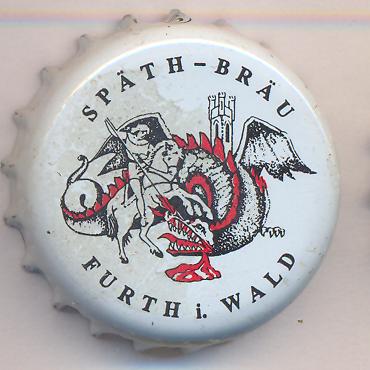 SPÄTH-BRÄU
FURTH i. WALD